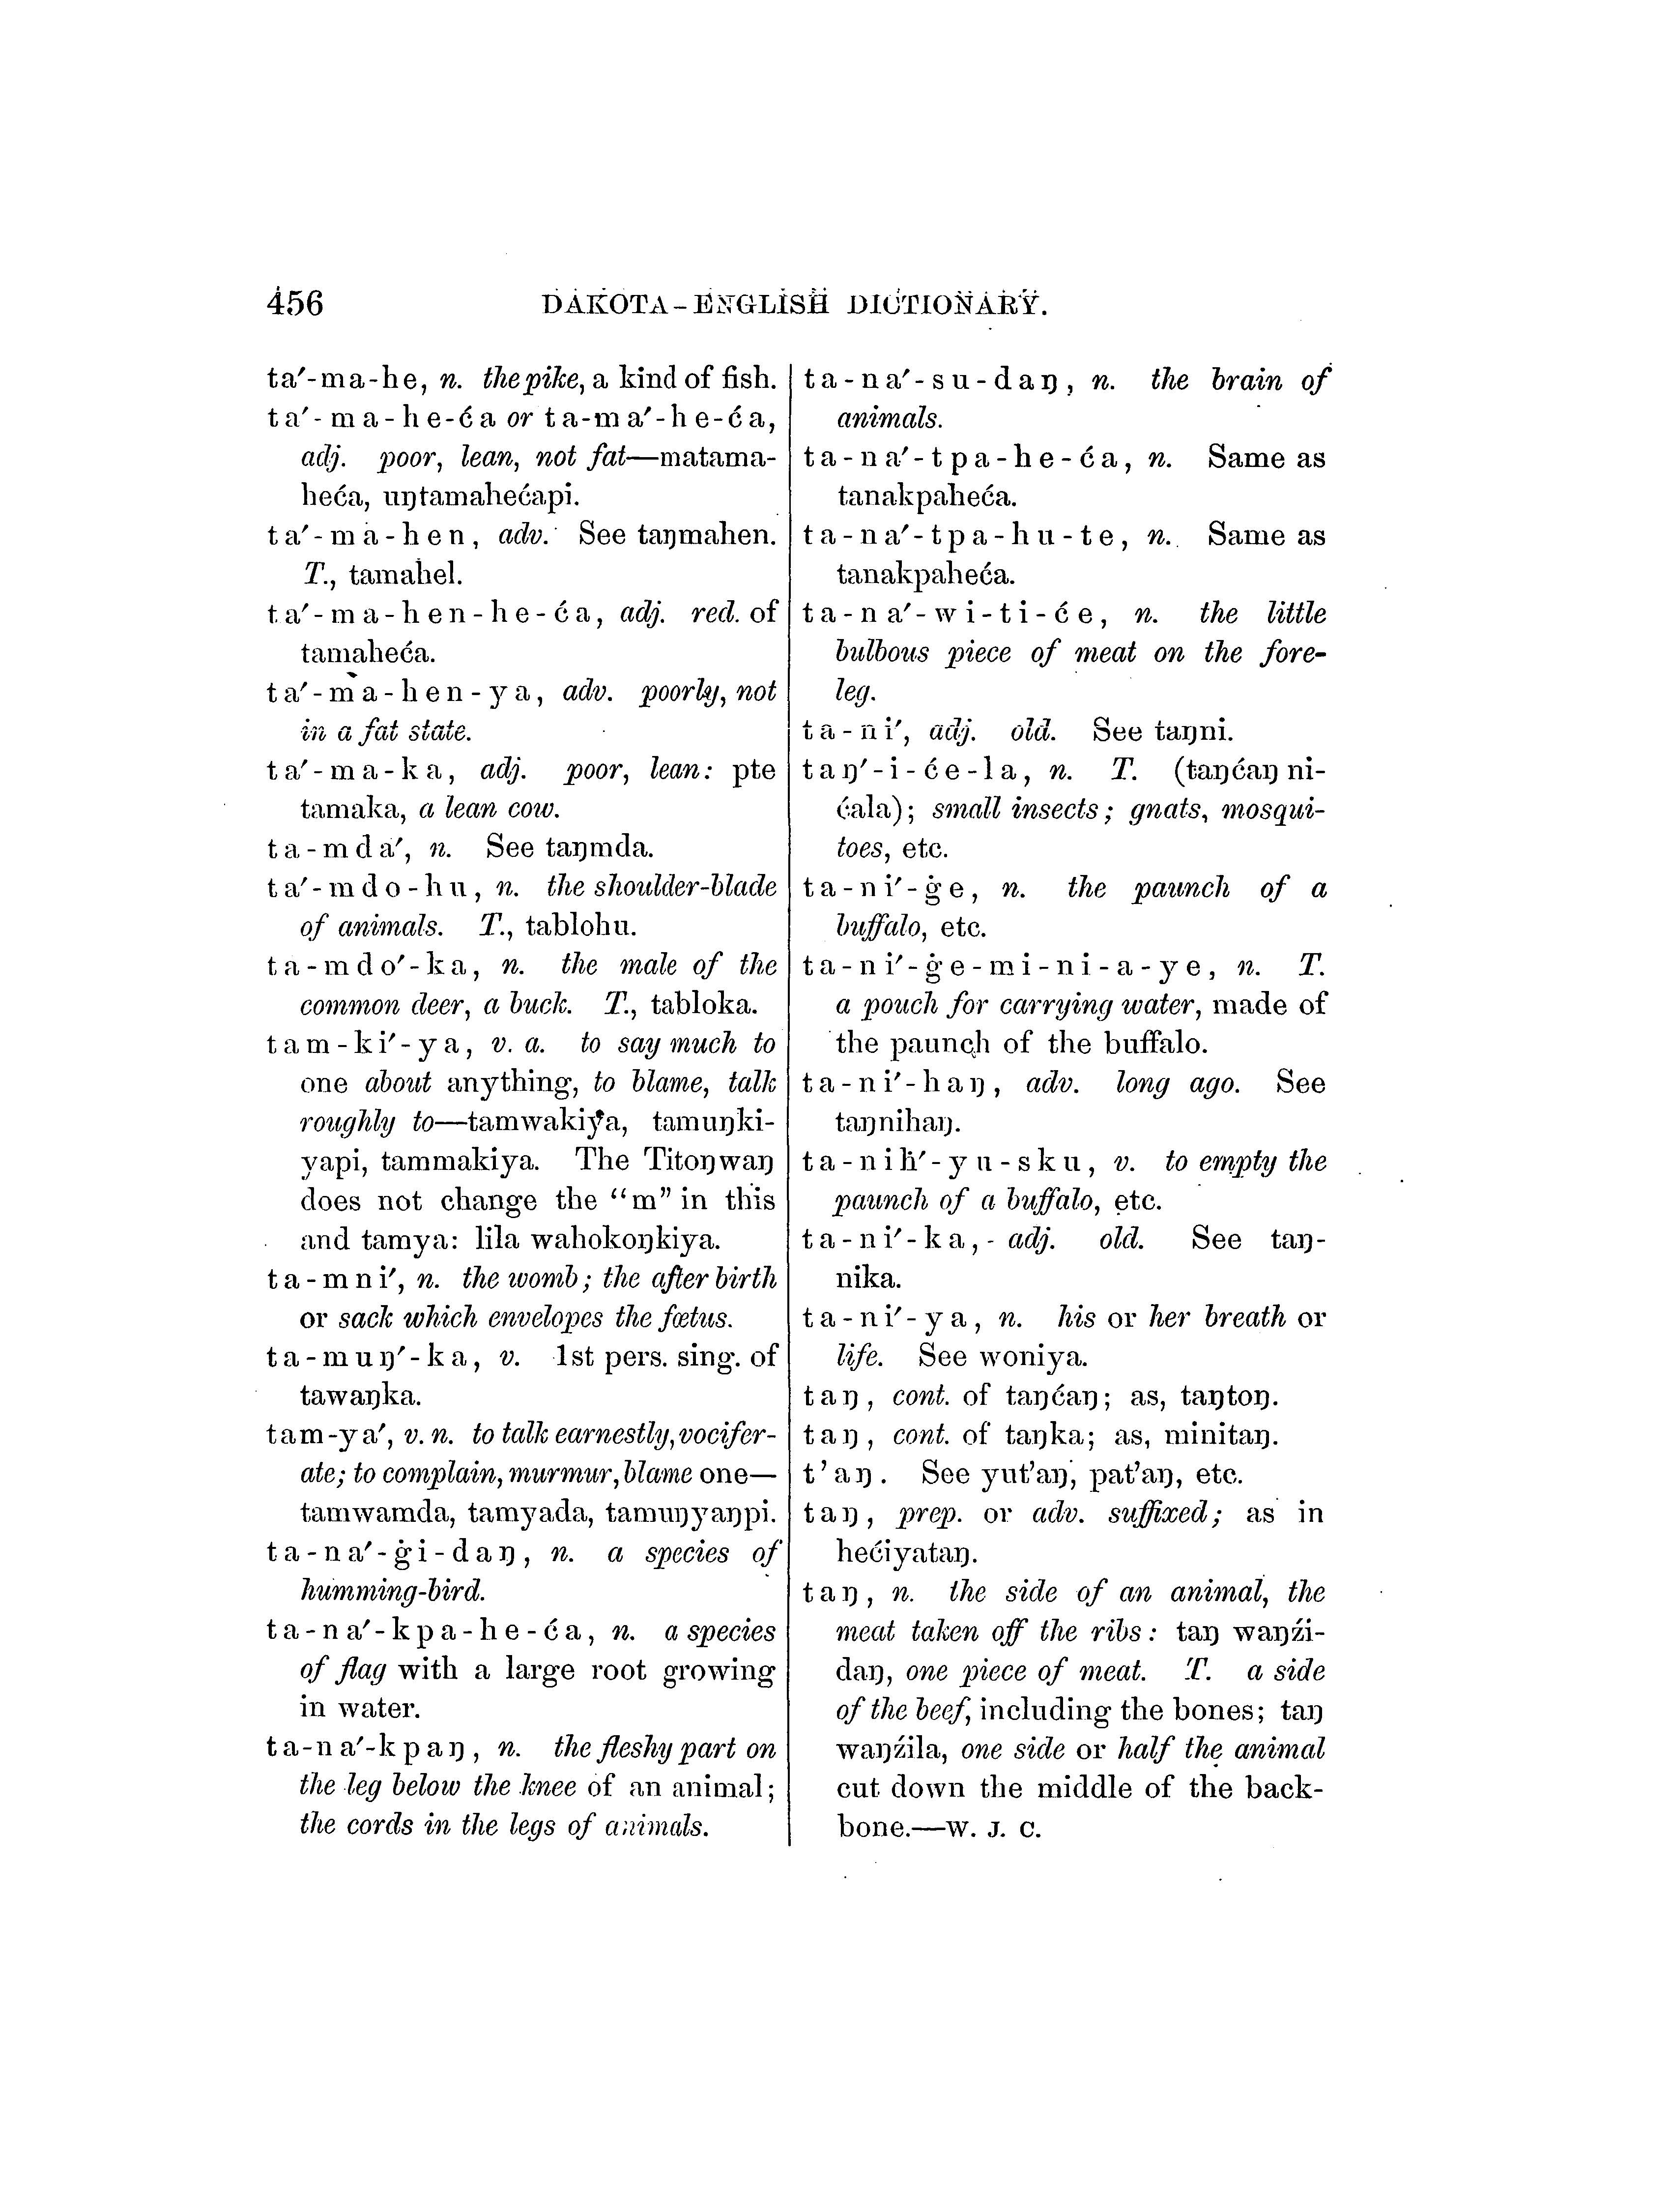 456 DAKOTA-ENGLISH DICTIONARY.
ta′-ma-he, n. the pike, a kind of fish.
ta′-ma-he-ća or ta-ma′-he-ća,
adj. poor, lean, not fat—matama-
heća, uŋtamahećapi.
ta′-ma-hen, adv. See taŋmahen.
T., tamahel.
ta′-ma-hen-he-ća, adj. red. of
tamaheća.
ta′-ma-hen-ya, adv. poorly, not
in a fat state.
ta′-ma-ka, adj. poor, lean: pte
tamaka, a lean cow.
ta-mda′, n. See taŋmda.
ta′-mdo-hu, n. the shoulder-blade
of animals. T., tablohu.
ta-mdo′-ka, n. the male of the
common deer, a buck. T., tabloka.
tam-ki′-ya, v. a. to say much to
one about anything, to blame, talk
roughly to—tamwakiya, tamuŋki-
yapi, tammakiya. The Titoŋwaŋ
does not change the “m” in this
and tamya: lila wahokoŋkiya.
ta-mni′, n. the womb; the after birth
or sack which envelopes the fœtus.
ta-muŋ′-ka, v. 1st pers. sing. of
tawaŋka.
tam-ya′, v. n. to talk earnestly, vocifer-
ate; to complain, murmur, blame one—
tamwamda, tamyada, tamuŋyaŋpi.
ta-na′-ġi-daŋ, n. a species of
humming-bird.
ta-na′-kpa-he-ća, n. a species
of flag with a large root growing
in water.
ta-na′-kpaŋ, n. the fleshy part on
the leg below the knee of an animal;
the cords in the legs of animals.
ta-na′-su-daŋ, n. the brain of
animals.
ta-na′-tpa-he-ća, n. Same as
tanakpaheća.
ta-na′-tpa-hu-te, n. Same as
tanakpaheća.
ta-na′-wi-ti-će, n. the little
bulbous piece of meat on the fore-
leg.
ta-ni′, adj. old. See taŋni.
taŋ′-i-će-la, n. T. (taŋćaŋ ni-
ćala); small insects; gnats, mosqui-
toes, etc.
ta-ni′-ġe, n. the paunch of a
buffalo, etc.
ta-ni′-ġe-mi-ni-a-ye, n. T.
a pouch for carrying water, made of
the paunch of the buffalo.
ta-ni′-haŋ, adv. long ago. See
taŋnihaŋ.
ta-niḣ′-yu-sku, v. to empty the
paunch of a buffalo, etc.
ta-ni′-ka, adj. old. See taŋ-
nika.
ta-ni′-ya, n. his or her breath or
life. See woniya.
taŋ, cont. of taŋćaŋ; as, taŋtoŋ.
taŋ, cont. of taŋka; as, minitaŋ.
t’aŋ. See yut’aŋ, pat’aŋ, etc.
taŋ, prep. or adv. suffixed; as in
hećiyataŋ.
taŋ, n. the side of an animal, the
meat taken off the ribs: taŋ waŋźi-
daŋ, one piece of meat. T. a side
of the beef, including the bones; taŋ
waŋźila, one side or half the animal
cut down the middle of the back-
bone.—W. J. C.